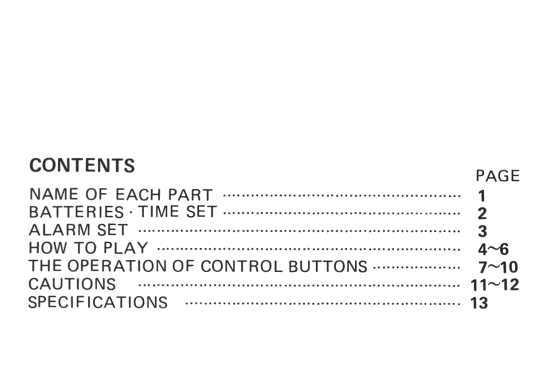 CONTENTS
PAGE
NAME OF EACH PART ················································ 1
BATTERIES · TIME SET ················································ 2
ALARM SET ································································ 3
HOW TO PLAY ····························································· 4~6
THE OPERATION OF CONTROL BUTTONS ·················· 7~10
CAUTIONS ································································· 11~12
SPECIFICATIONS ························································ 13